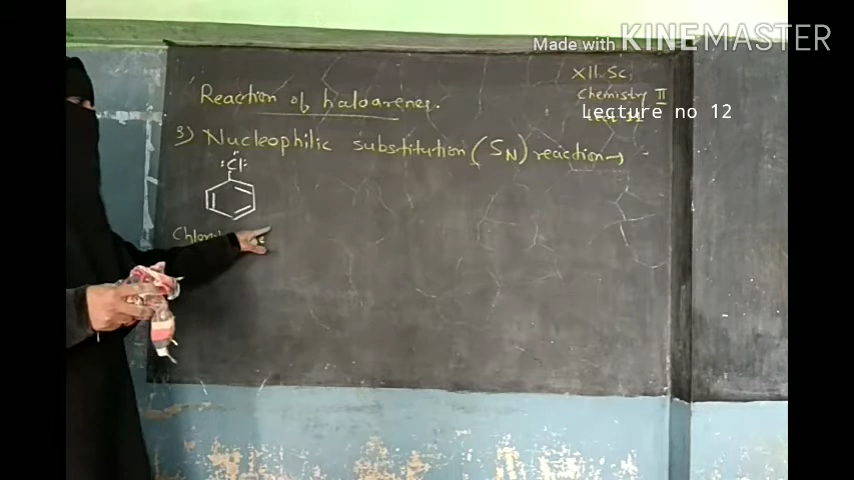 Made with KINEMASTER
XII Sc.
Chemistry II
Lecture no 12
Reaction of haloarenes.
3) Nucleophilic substitution (SN) reaction→
:Cl: